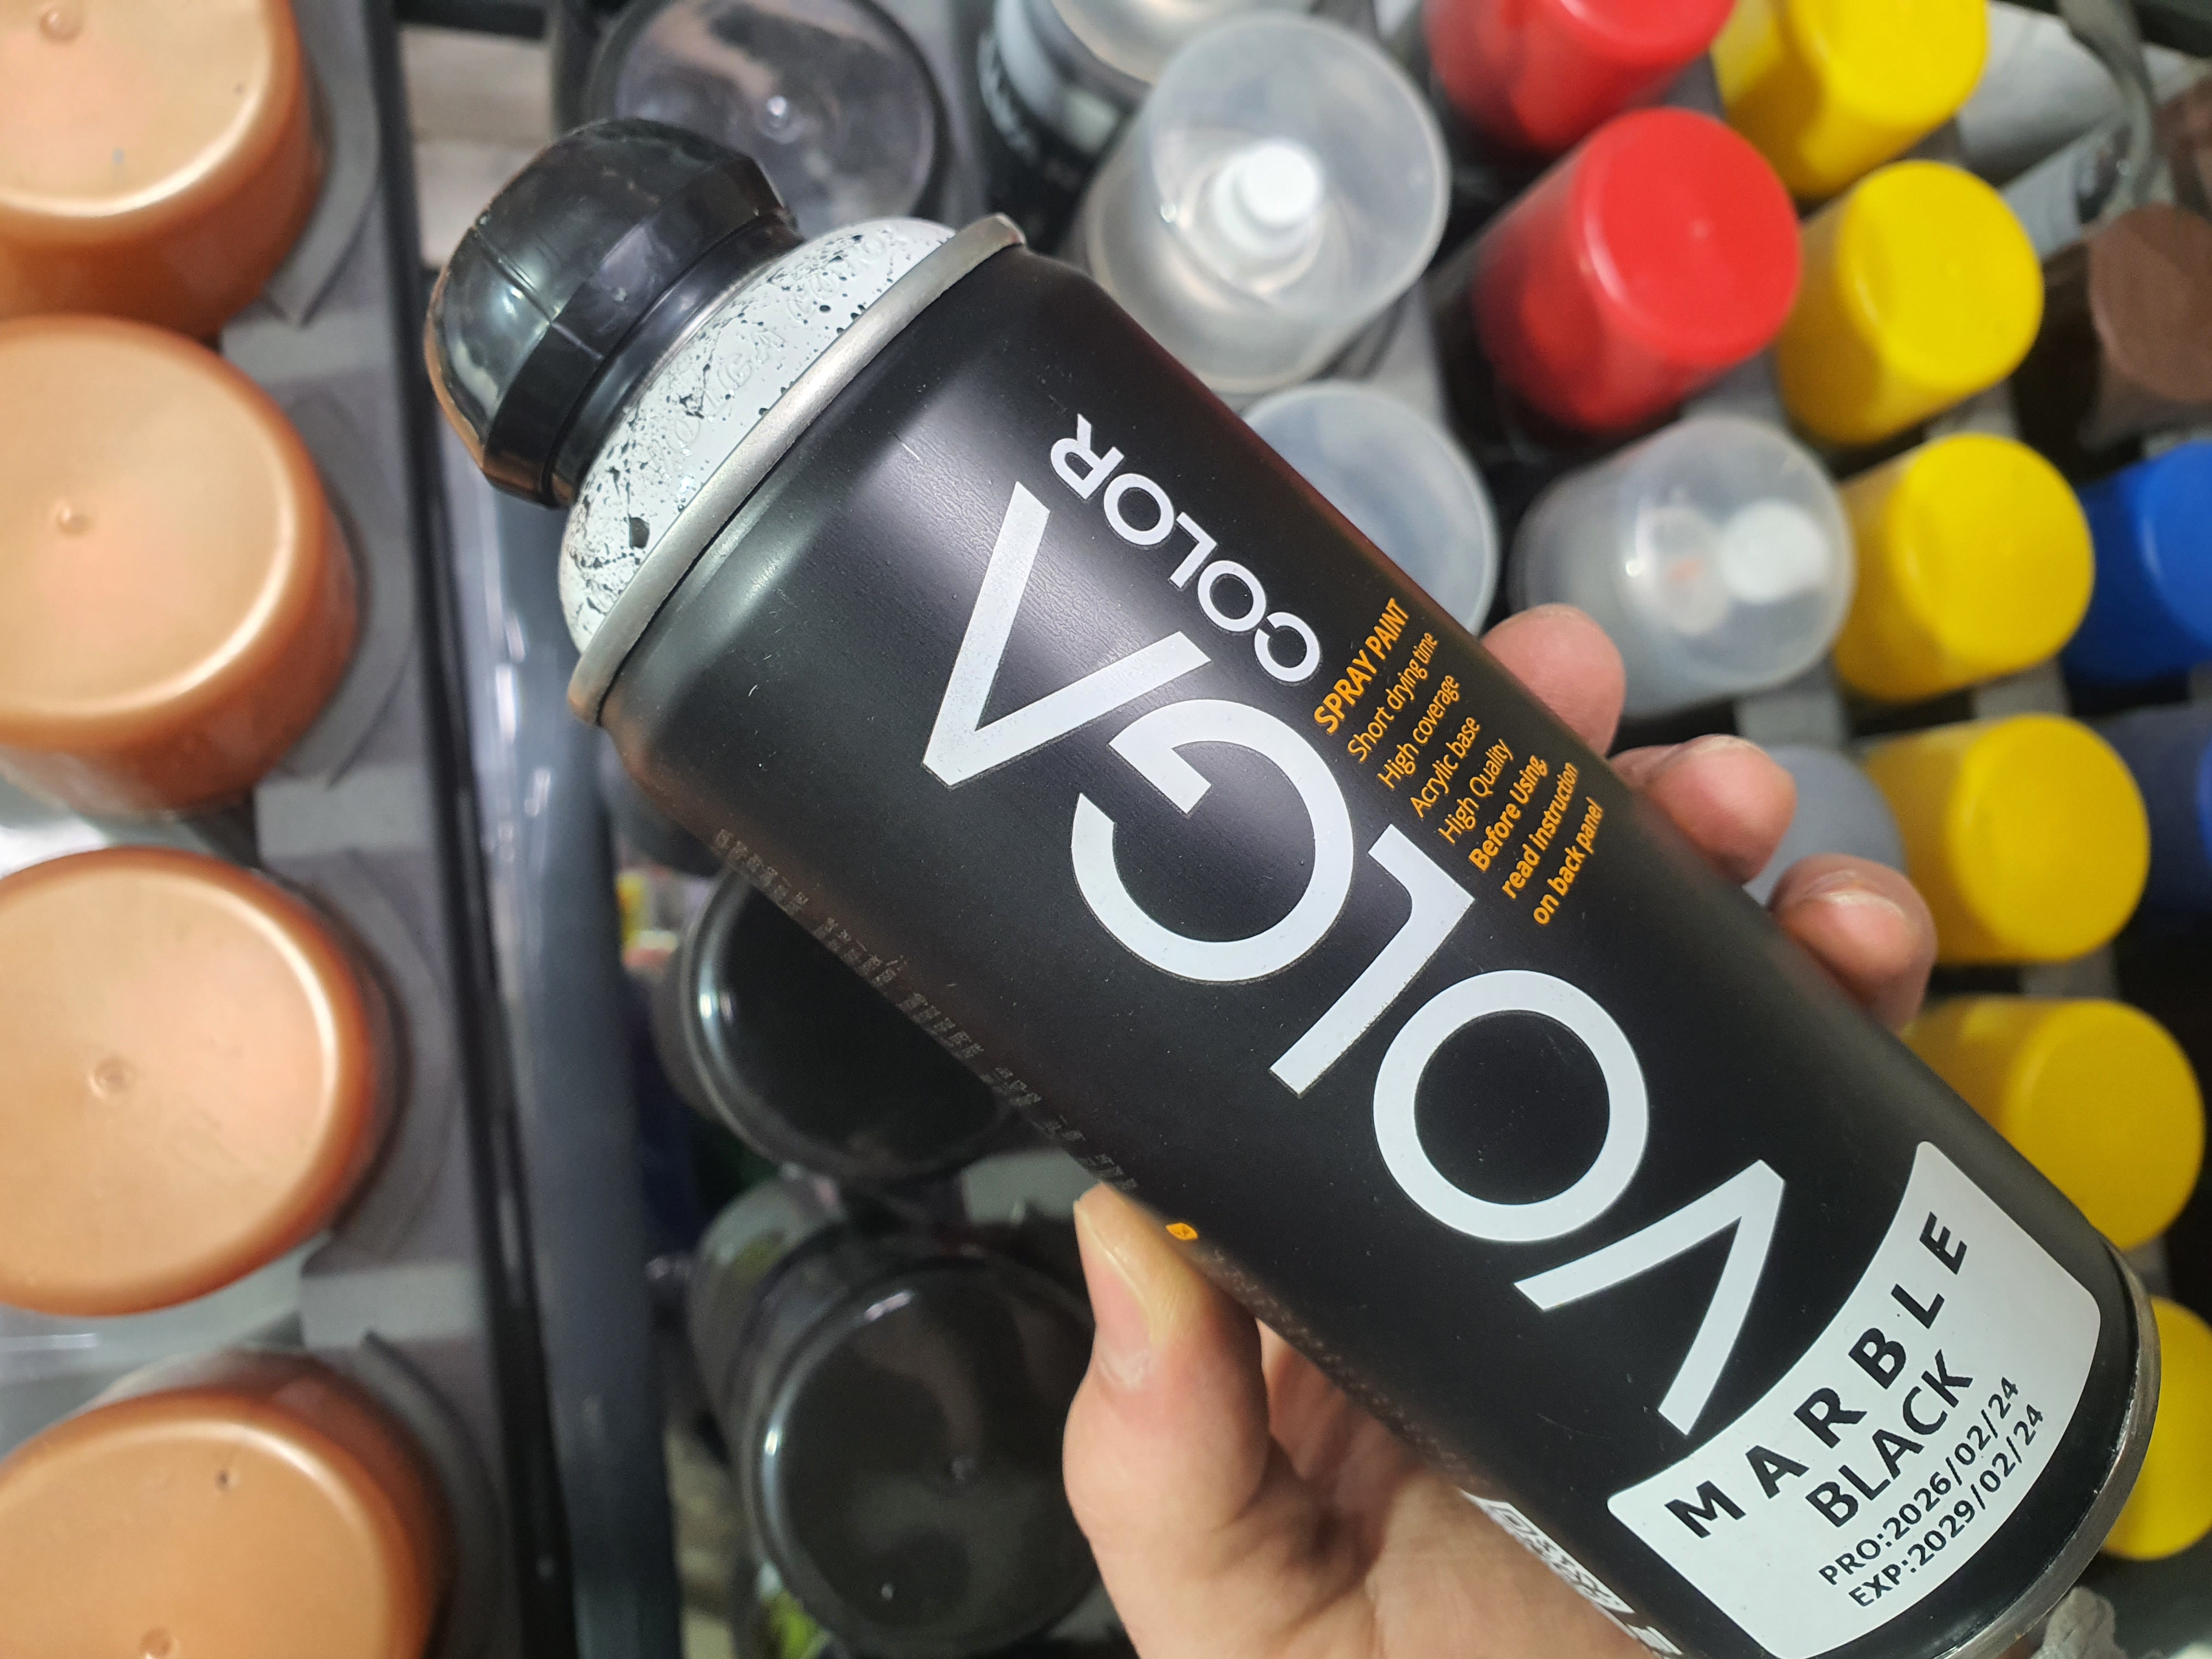 VOLGA
COLOR
SPRAY PAINT
Short drying time
High coverage
Acrylic base
High Quality
Before Using
read instruction
on back panel
MARBLE
BLACK
PRO:2026/02/24
EXP:2029/02/24